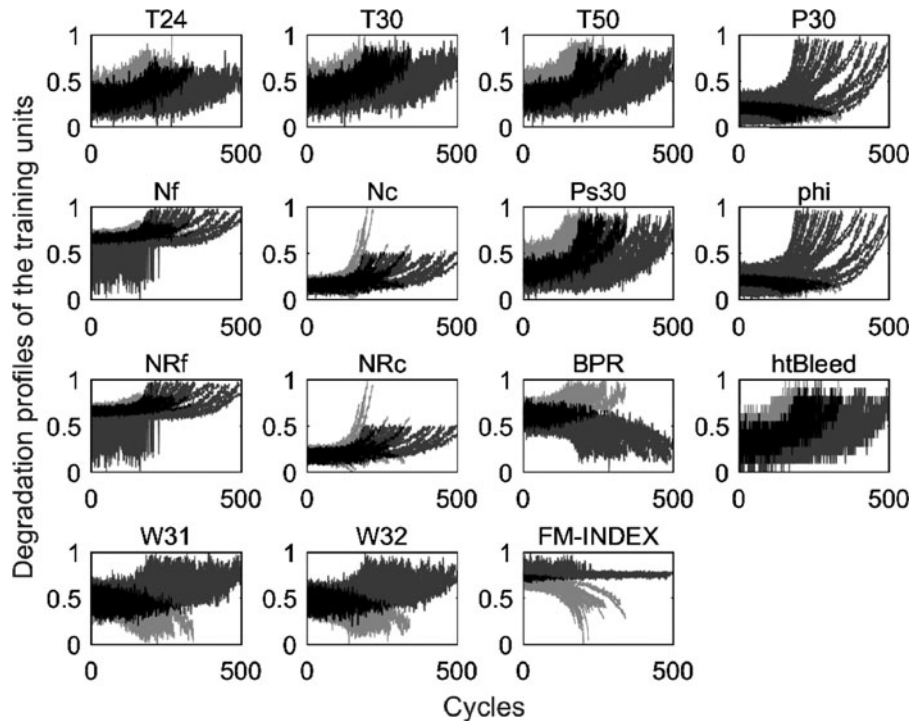 Degradation profiles of the training units
T24 T30 T50 P30
1 1 1 1
0.5 0.5 0.5 0.5
0 0 0 0
0 500 0 500 0 500 0 500
Nf Nc Ps30 phi
1 1 1 1
0.5 0.5 0.5 0.5
0 0 0 0
0 500 0 500 0 500 0 500
NRf NRc BPR htBleed
1 1 1 1
0.5 0.5 0.5 0.5
0 0 0 0
0 500 0 500 0 500 0 500
W31 W32 FM-INDEX
1 1 1
0.5 0.5 0.5
0 0 0
0 500 0 500 0 500
Cycles